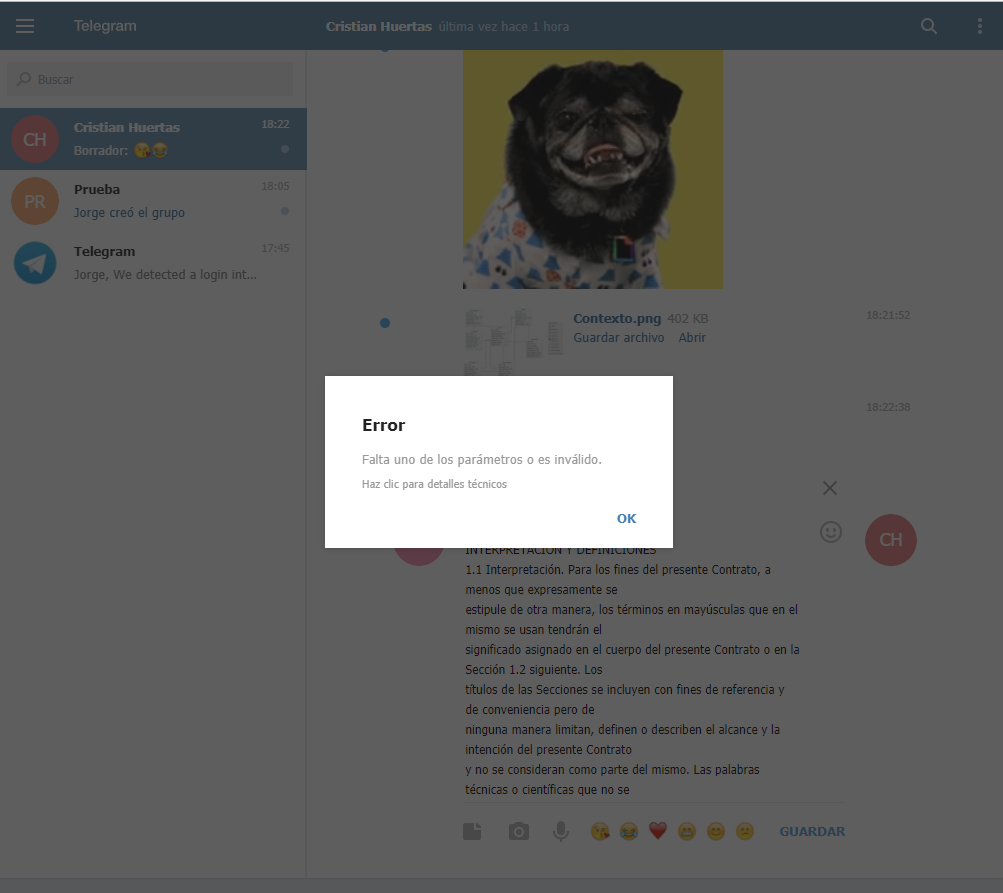 Telegram
Cristian Huertas última vez hace 1 hora
Buscar
CH
Cristian Huertas
18:22
Borrador:
PR
Prueba
18:05
Jorge creó el grupo
Telegram
17:45
Jorge, We detected a login int...
Contexto.png 402 KB
18:21:52
Guardar archivo Abrir
18:22:38
Error
Falta uno de los parámetros o es inválido.
Haz clic para detalles técnicos
OK
CH
INTERPRETACIÓN Y DEFINICIONES
1.1 Interpretación. Para los fines del presente Contrato, a
menos que expresamente se
estipule de otra manera, los términos en mayúsculas que en el
mismo se usan tendrán el
significado asignado en el cuerpo del presente Contrato o en la
Sección 1.2 siguiente. Los
títulos de las Secciones se incluyen con fines de referencia y
de conveniencia pero de
ninguna manera limitan, definen o describen el alcance y la
intención del presente Contrato
y no se consideran como parte del mismo. Las palabras
técnicas o científicas que no se
GUARDAR